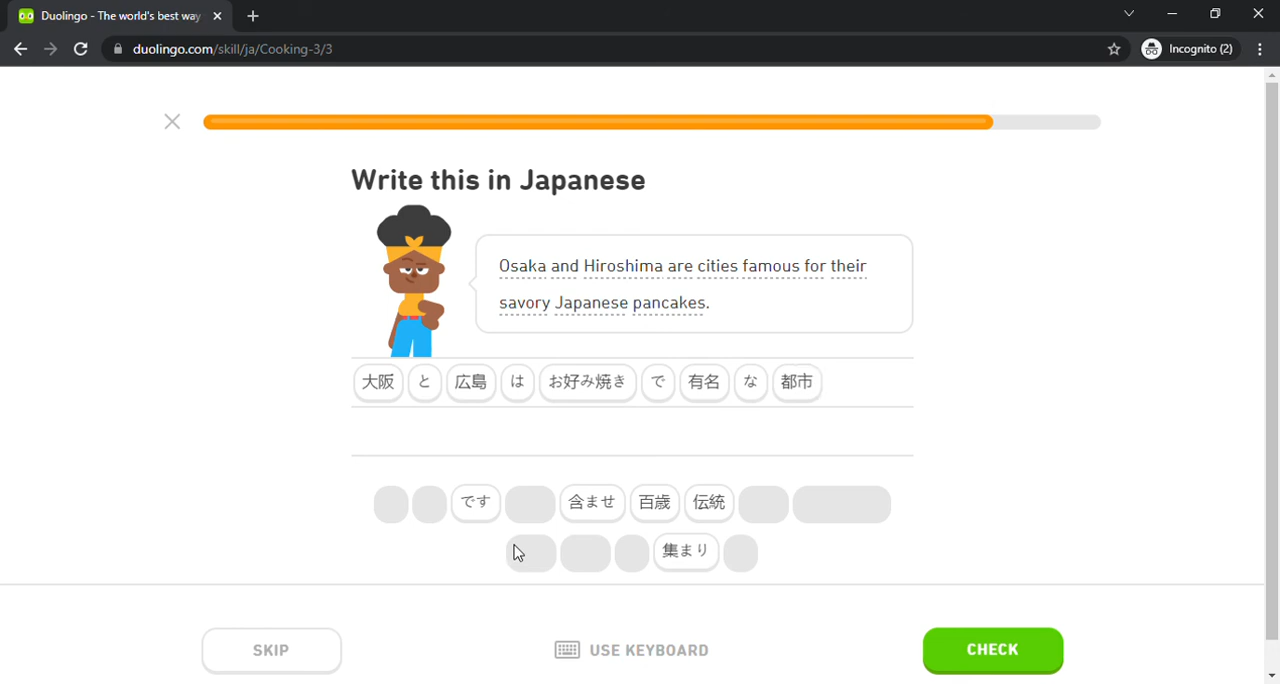 Duolingo - The world's best way
duolingo.com/skill/ja/Cooking-3/3
Incognito (2)
Write this in Japanese
Osaka and Hiroshima are cities famous for their
savory Japanese pancakes.
大阪 と 広島 は お好み焼き で 有名 な 都市
です 含ませ 百歳 伝統
集まり
SKIP
USE KEYBOARD
CHECK